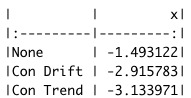 |          |         x|
|:---------|---------:|
|None      | -1.493122|
|Con Drift | -2.915783|
|Con Trend | -3.133971|